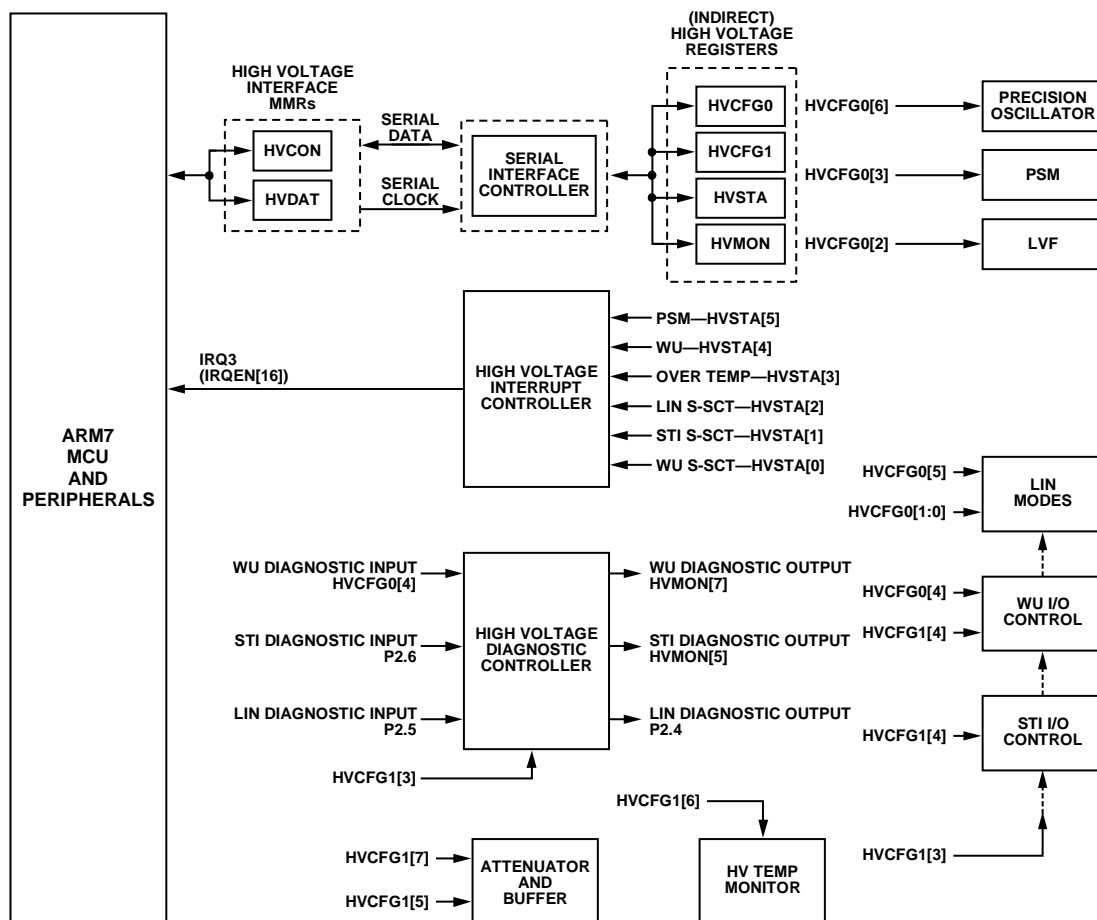 (INDIRECT)
HIGH VOLTAGE
REGISTERS
HIGH VOLTAGE
INTERFACE
MMRs
HVCON
HVDAT
SERIAL
DATA
SERIAL
CLOCK
SERIAL
INTERFACE
CONTROLLER
HVCFG0
HVCFG1
HVSTA
HVMON
HVCFG0[6]
PRECISION
OSCILLATOR
HVCFG0[3]
PSM
HVCFG0[2]
LVF
ARM7
MCU
AND
PERIPHERALS
IRQ3
(IRQEN[16])
HIGH VOLTAGE
INTERRUPT
CONTROLLER
PSM—HVSTA[5]
WU—HVSTA[4]
OVER TEMP—HVSTA[3]
LIN S-SCT—HVSTA[2]
STI S-SCT—HVSTA[1]
WU S-SCT—HVSTA[0]
HVCFG0[5]
HVCFG0[1:0]
LIN
MODES
WU DIAGNOSTIC INPUT
HVCFG0[4]
STI DIAGNOSTIC INPUT
P2.6
LIN DIAGNOSTIC INPUT
P2.5
HIGH VOLTAGE
DIAGNOSTIC
CONTROLLER
WU DIAGNOSTIC OUTPUT
HVMON[7]
STI DIAGNOSTIC OUTPUT
HVMON[5]
LIN DIAGNOSTIC OUTPUT
P2.4
HVCFG0[4]
HVCFG1[4]
WU I/O
CONTROL
HVCFG1[4]
STI I/O
CONTROL
HVCFG1[3]
HVCFG1[3]
HVCFG1[6]
HV TEMP
MONITOR
HVCFG1[7]
HVCFG1[5]
ATTENUATOR
AND
BUFFER